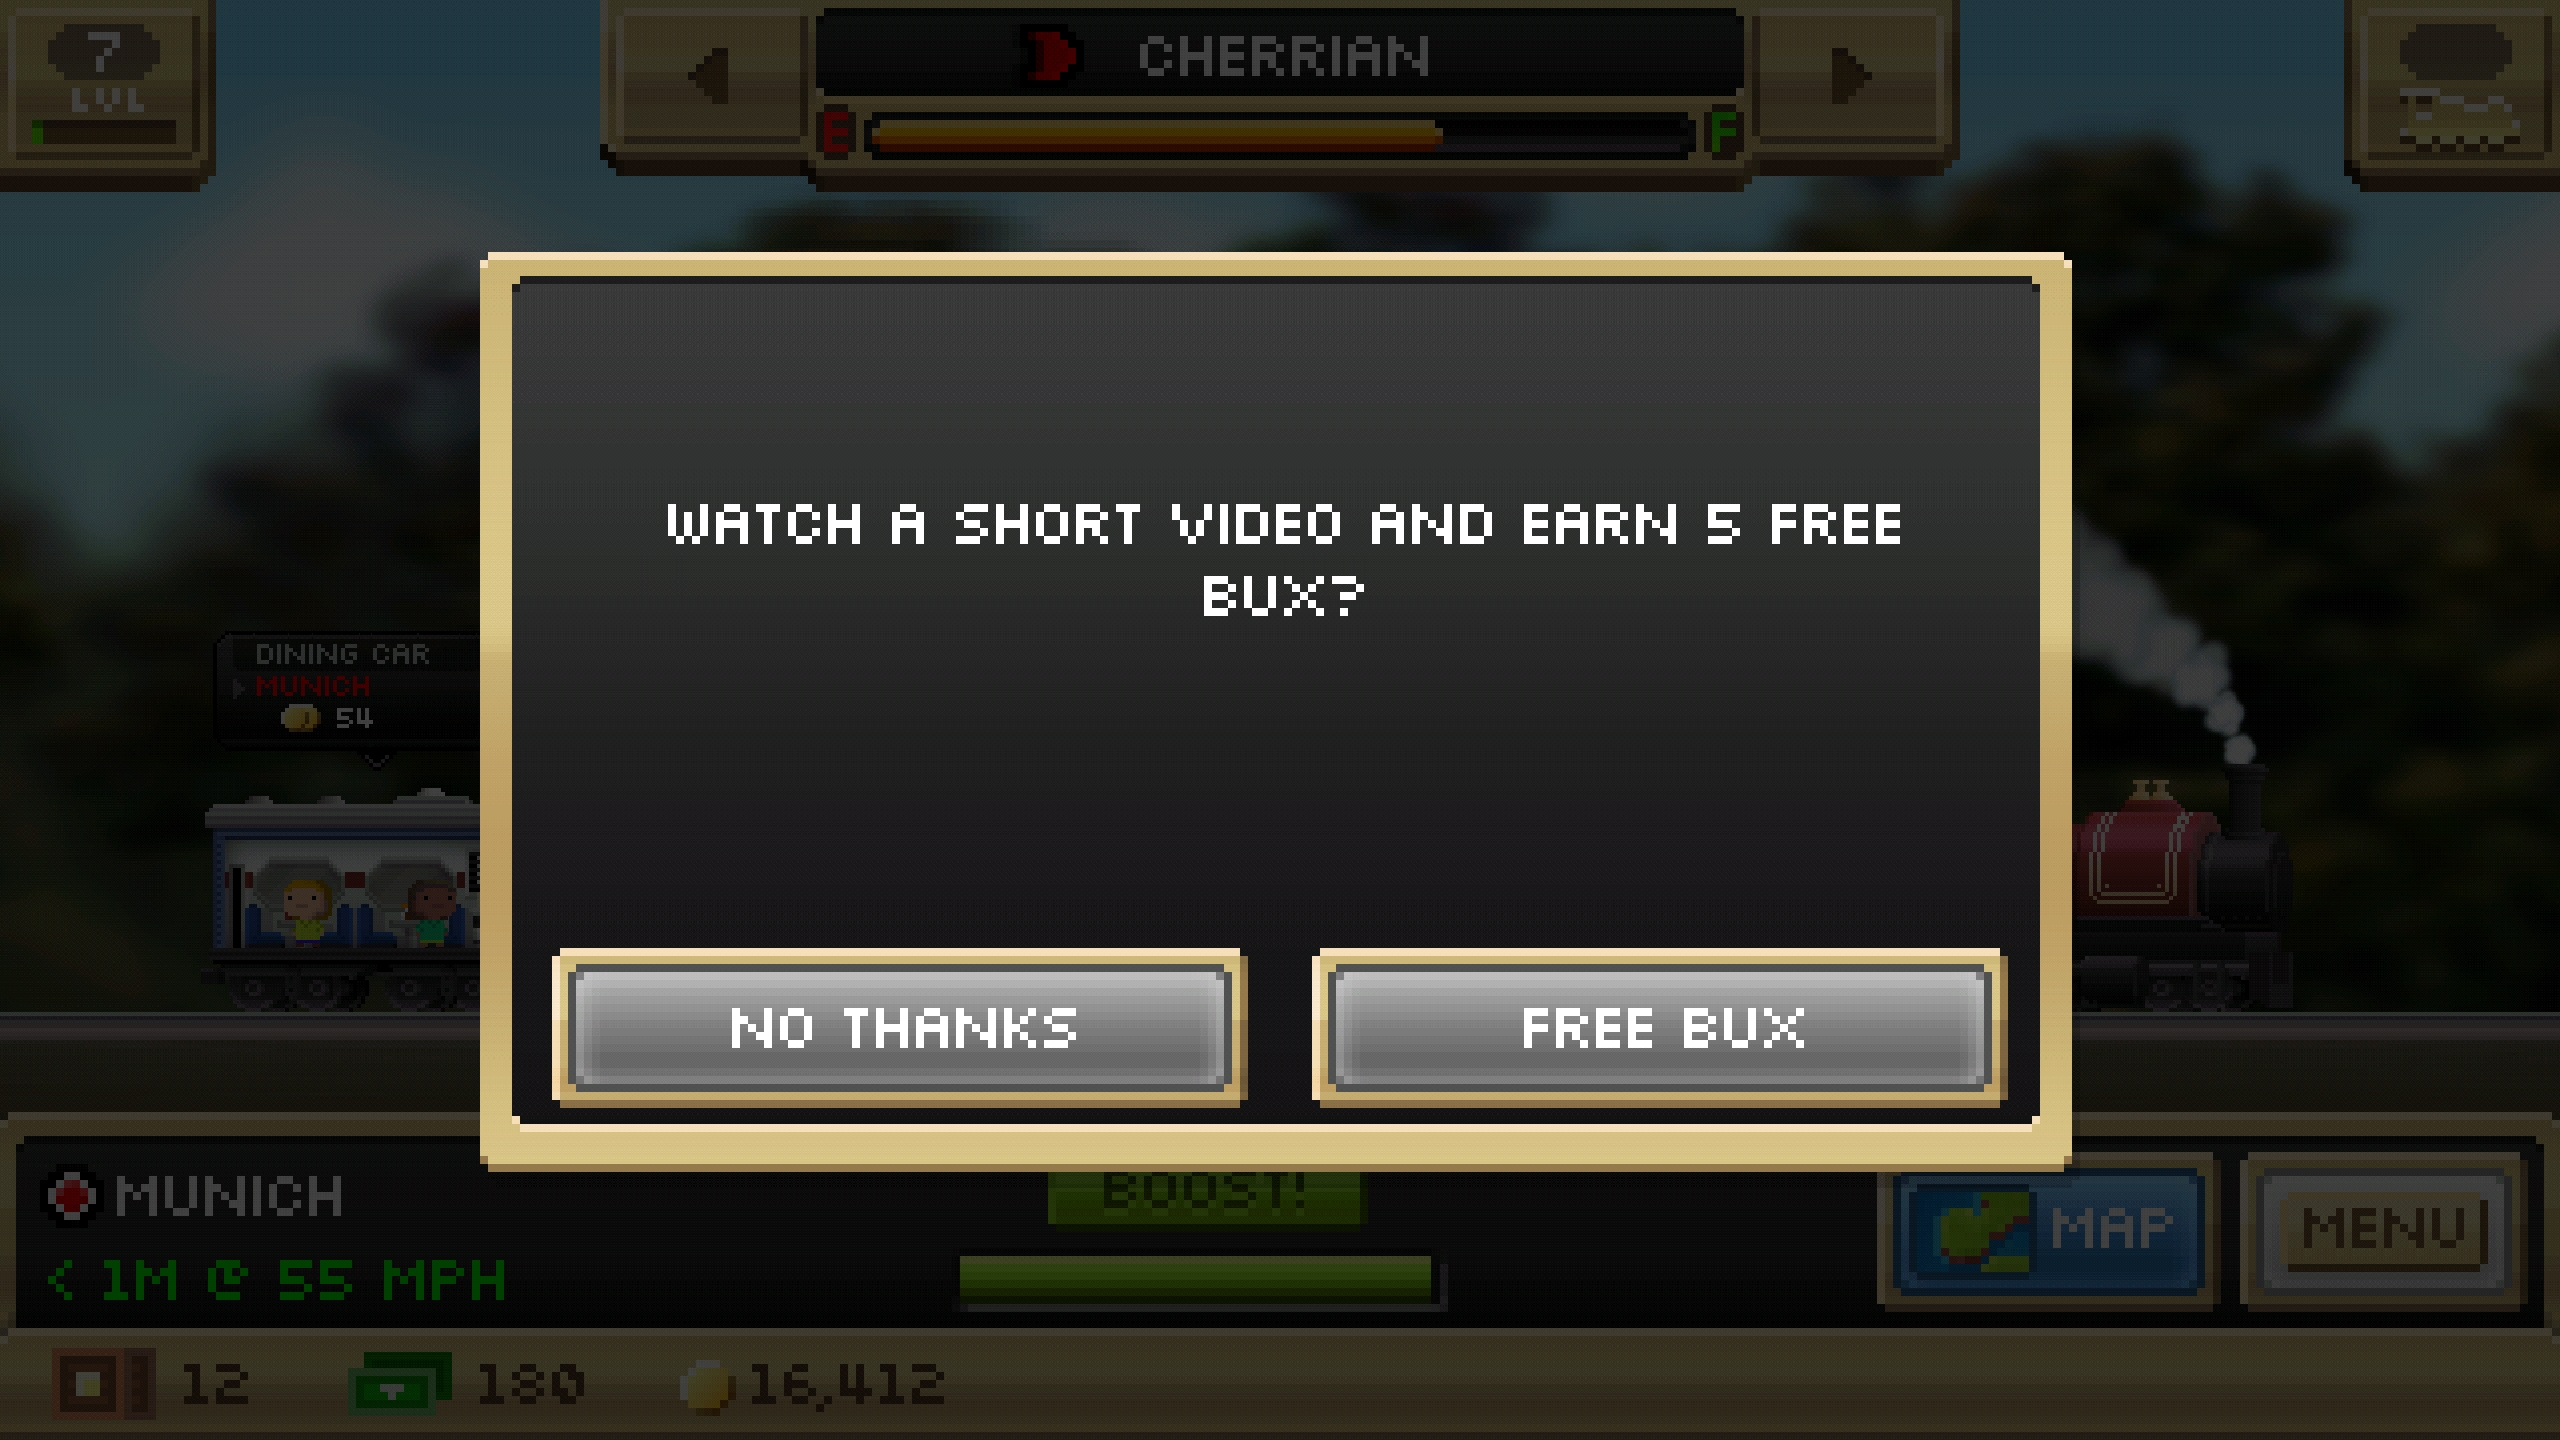 7
LVL
CHERRIAN
E
F
WATCH A SHORT VIDEO AND EARN 5 FREE
BUX?
DINING CAR
MUNICH
54
NO THANKS
FREE BUX
MUNICH
BOOST!
MAP
MENU
< 1M @ 55 MPH
12
180
16,412